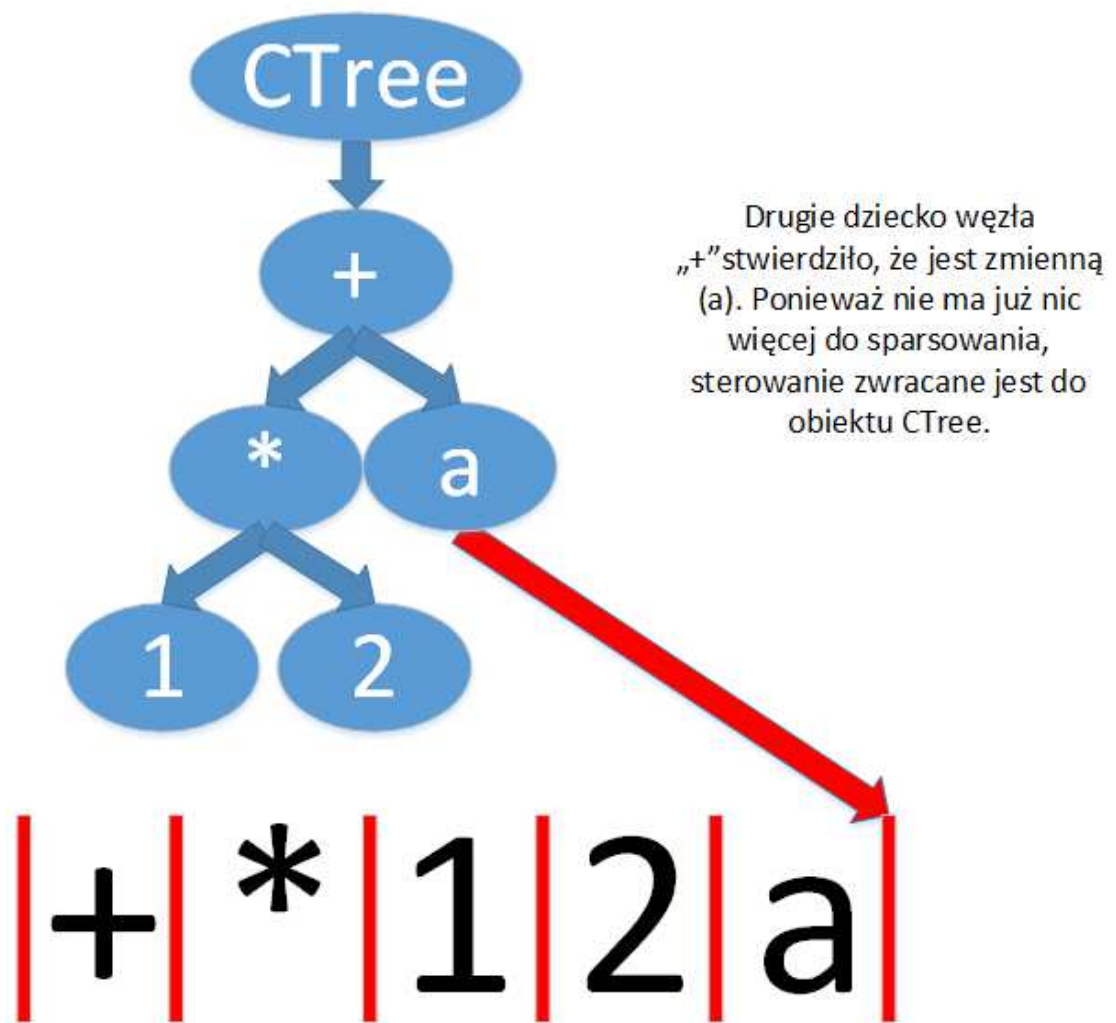 CTree
+
Drugie dziecko węzła
„+”stwierdziło, że jest zmienną
(a). Ponieważ nie ma już nic
więcej do sparsowania,
sterowanie zwracane jest do
obiektu CTree.
* a
1 2
+ * 1 2 a